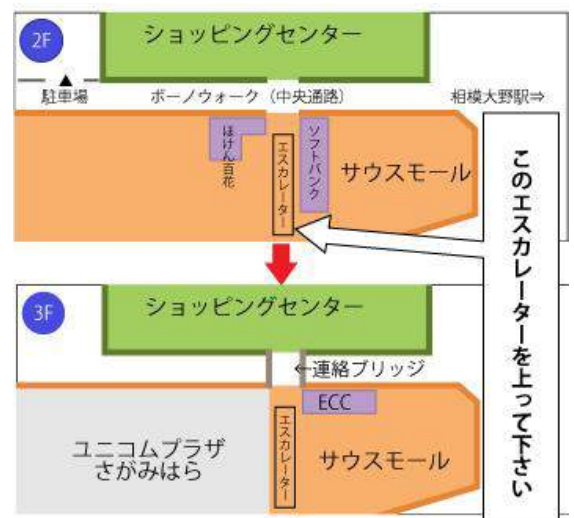 2F
ショッピングセンター
駐車場
ボーノウォーク（中央通路）
相模大野駅⇒
ほけん百花
エスカレーター
ソフトバンク
サウスモール
このエスカレーターを上って下さい
3F
ショッピングセンター
←連絡ブリッジ
ECC
エスカレーター
ユニコムプラザ
さがみはら
サウスモール